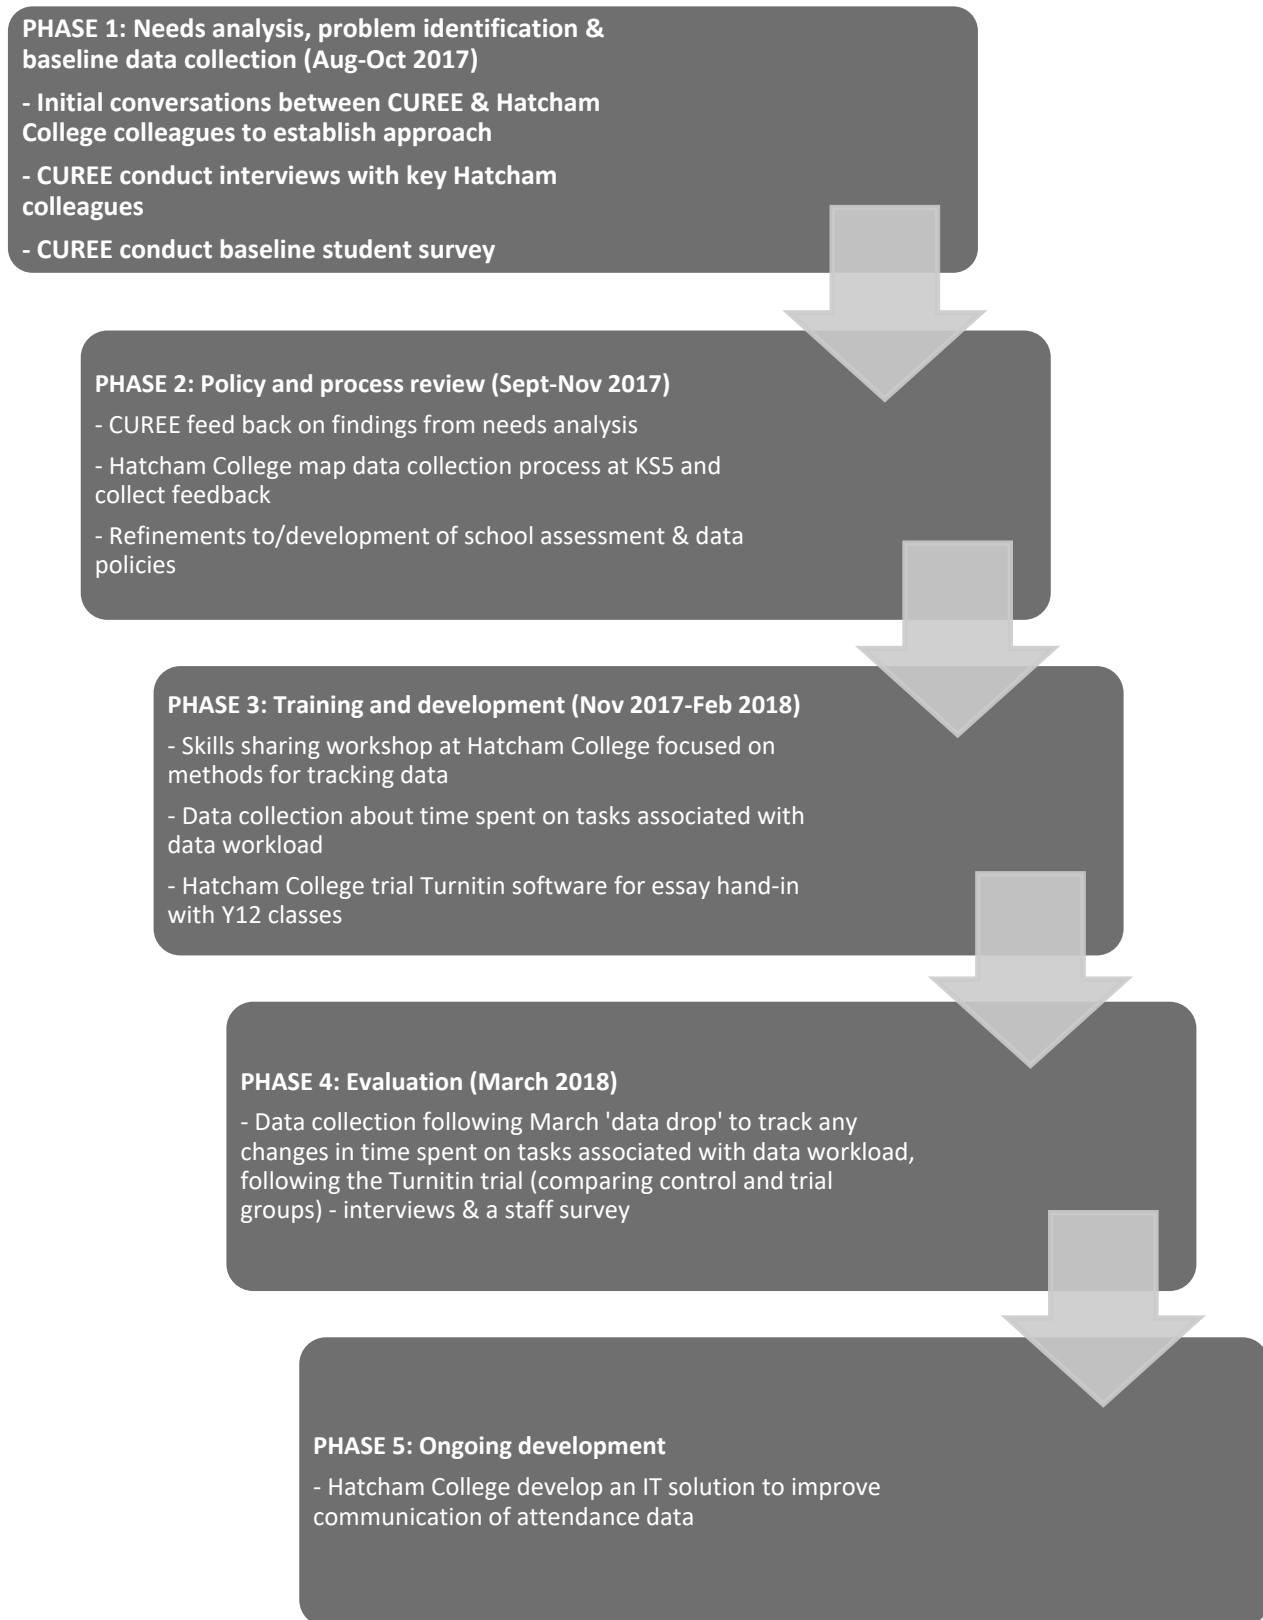 PHASE 1: Needs analysis, problem identification &
baseline data collection (Aug-Oct 2017)
- Initial conversations between CUREE & Hatcham
College colleagues to establish approach
- CUREE conduct interviews with key Hatcham
colleagues
- CUREE conduct baseline student survey
PHASE 2: Policy and process review (Sept-Nov 2017)
- CUREE feed back on findings from needs analysis
- Hatcham College map data collection process at KS5 and
collect feedback
- Refinements to/development of school assessment & data
policies
PHASE 3: Training and development (Nov 2017-Feb 2018)
- Skills sharing workshop at Hatcham College focused on
methods for tracking data
- Data collection about time spent on tasks associated with
data workload
- Hatcham College trial Turnitin software for essay hand-in
with Y12 classes
PHASE 4: Evaluation (March 2018)
- Data collection following March 'data drop' to track any
changes in time spent on tasks associated with data workload,
following the Turnitin trial (comparing control and trial
groups) - interviews & a staff survey
PHASE 5: Ongoing development
- Hatcham College develop an IT solution to improve
communication of attendance data